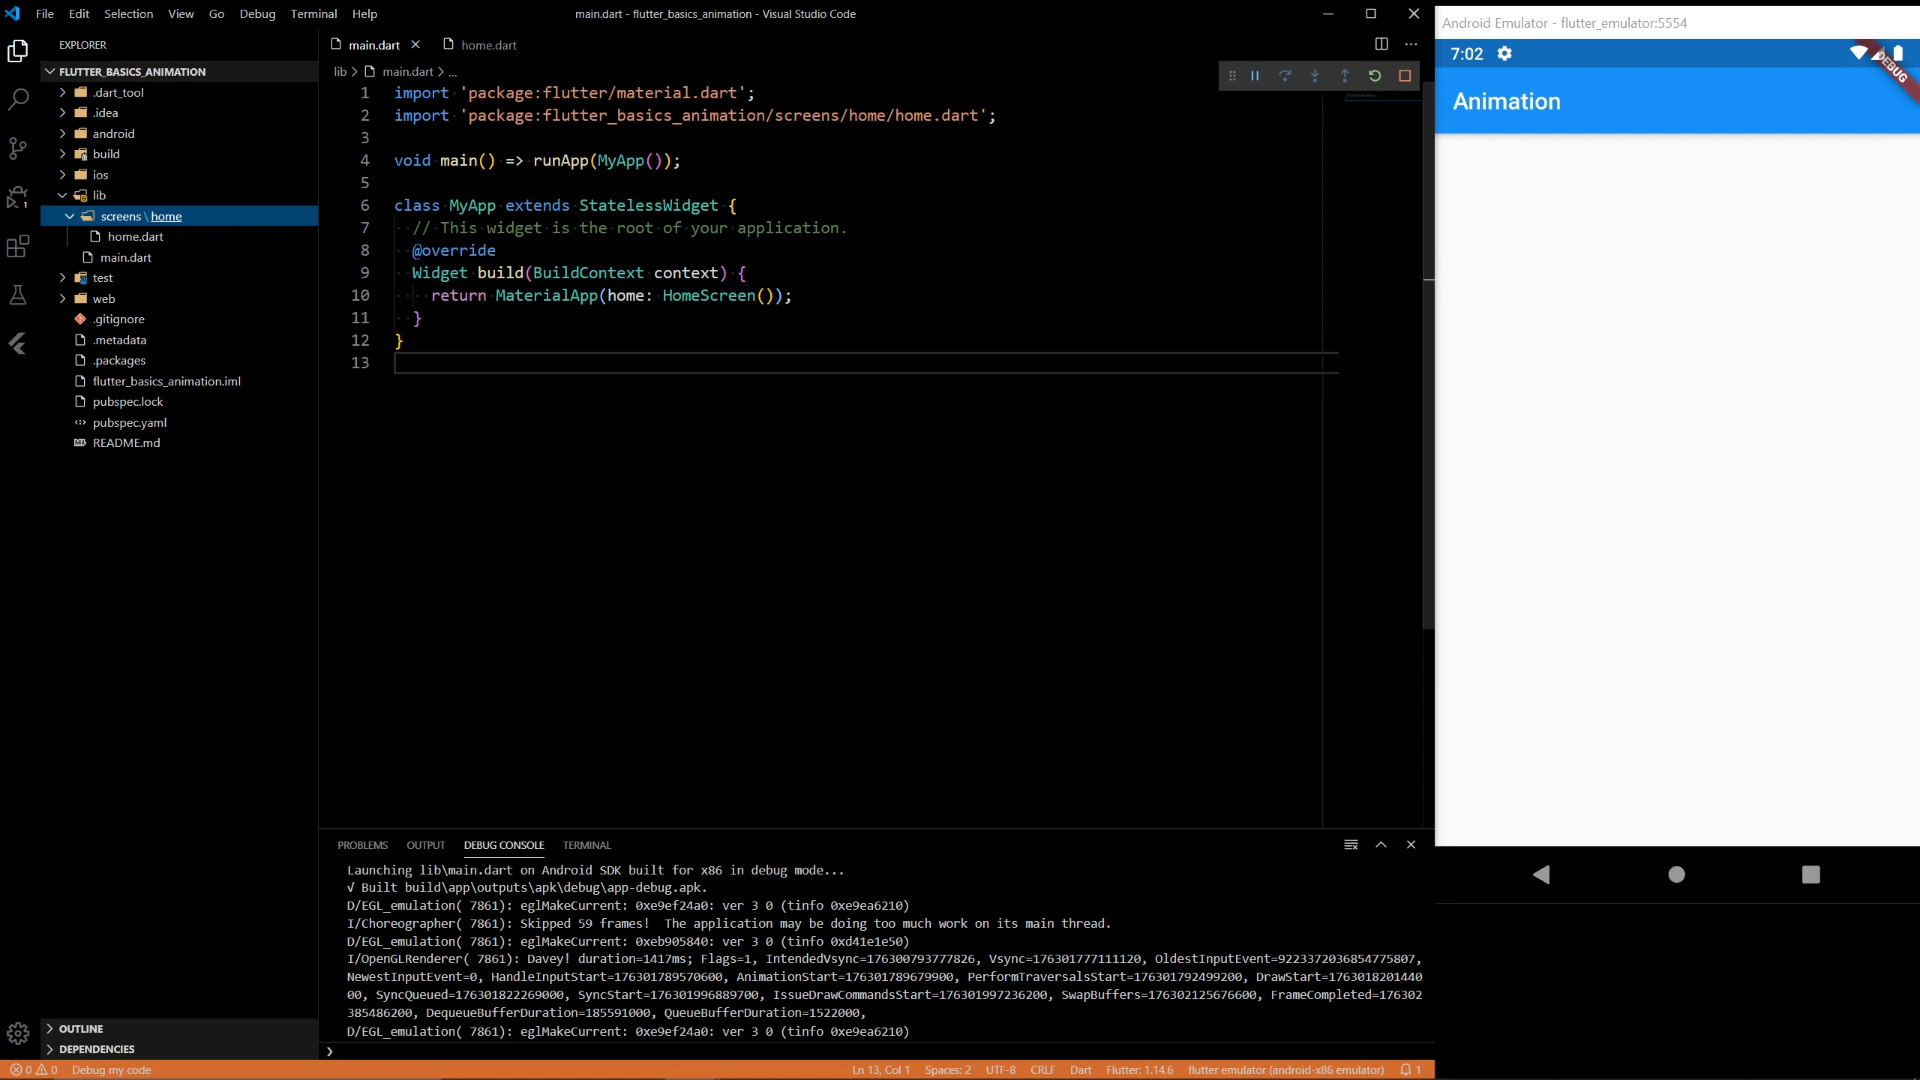 File Edit Selection View Go Debug Terminal Help
main.dart - flutter_basics_animation - Visual Studio Code
EXPLORER
FLUTTER_BASICS_ANIMATION
.dart_tool
.idea
android
build
ios
lib
screens \ home
home.dart
main.dart
test
web
.gitignore
.metadata
.packages
flutter_basics_animation.iml
pubspec.lock
pubspec.yaml
README.md
OUTLINE
DEPENDENCIES
1
main.dart
home.dart
lib > main.dart > ...
1 import 'package:flutter/material.dart';
2 import 'package:flutter_basics_animation/screens/home/home.dart';
3
4 void main() => runApp(MyApp());
5
6 class MyApp extends StatelessWidget {
7 // This widget is the root of your application.
8 @override
9 Widget build(BuildContext context) {
10 return MaterialApp(home: HomeScreen());
11 }
12 }
13
PROBLEMS OUTPUT DEBUG CONSOLE TERMINAL
Launching lib\main.dart on Android SDK built for x86 in debug mode...
√ Built build\app\outputs\apk\debug\app-debug.apk.
D/EGL_emulation( 7861): eglMakeCurrent: 0xe9ef24a0: ver 3 0 (tinfo 0xe9ea6210)
I/Choreographer( 7861): Skipped 59 frames! The application may be doing too much work on its main thread.
D/EGL_emulation( 7861): eglMakeCurrent: 0xeb905840: ver 3 0 (tinfo 0xd41e1e50)
I/OpenGLRenderer( 7861): Davey! duration=1417ms; Flags=1, IntendedVsync=176300793777826, Vsync=176301777111120, OldestInputEvent=9223372036854775807,
NewestInputEvent=0, HandleInputStart=176301789570600, AnimationStart=176301789679900, PerformTraversalsStart=176301792499200, DrawStart=1763018201440
00, SyncQueued=176301822269000, SyncStart=176301996889700, IssueDrawCommandsStart=176301997236200, SwapBuffers=176302125676600, FrameCompleted=176302
385486200, DequeueBufferDuration=185591000, QueueBufferDuration=1522000,
D/EGL_emulation( 7861): eglMakeCurrent: 0xe9ef24a0: ver 3 0 (tinfo 0xe9ea6210)
0 0 Debug my code
Ln 13, Col 1 Spaces: 2 UTF-8 CRLF Dart Flutter: 1.14.6 flutter emulator (android-x86 emulator) 1
Android Emulator - flutter_emulator:5554
7:02
DEBUG
Animation